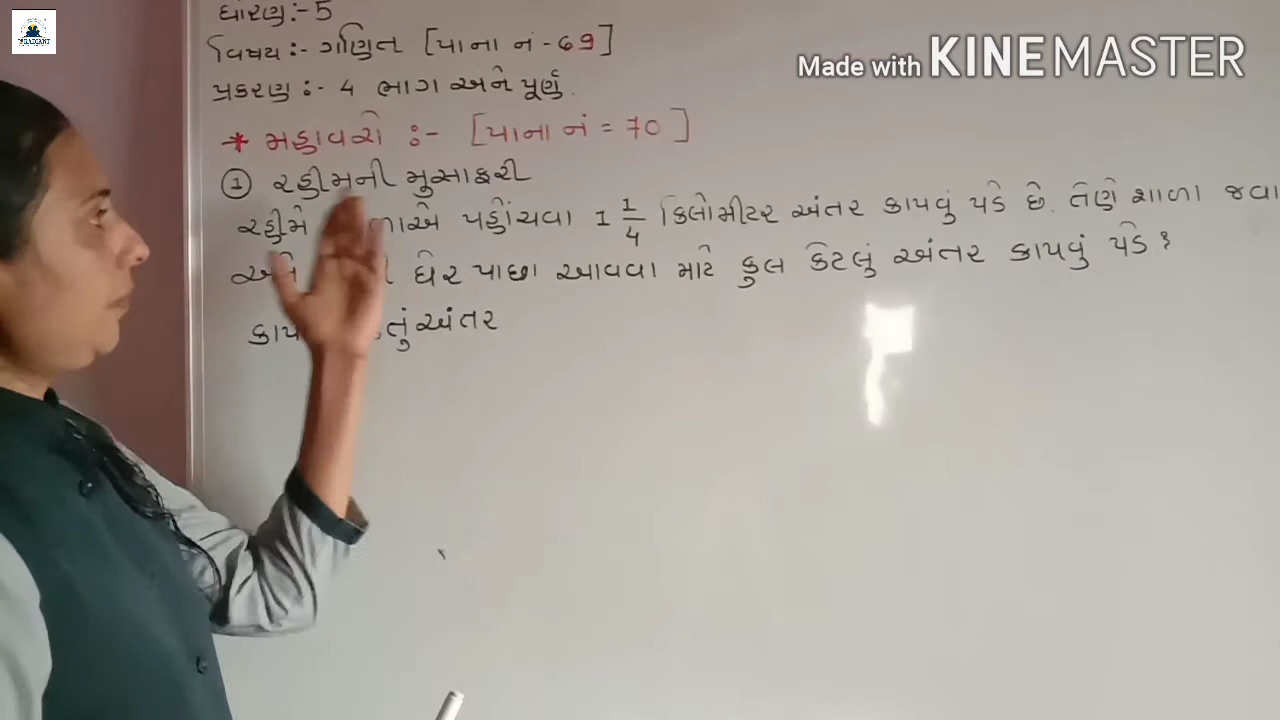 ધોરણ:- 5
વિષય:- ગણિત [પાના નં - 69]
પ્રકરણ:- 4 ભાગ અને પૂર્ણ
* મહાવરો :- [પાના નં = 70]
① રહીમની મુસાફરી
રહીમે પહોંચવા 1 1/4 કિલોમીટર અંતર કાપવું પડે છે. તેણે શાળા જવા
ઘેર પાછા આવવા માટે કુલ કેટલું અંતર કાપવું પડે ?
અંતર
Made with KINEMASTER